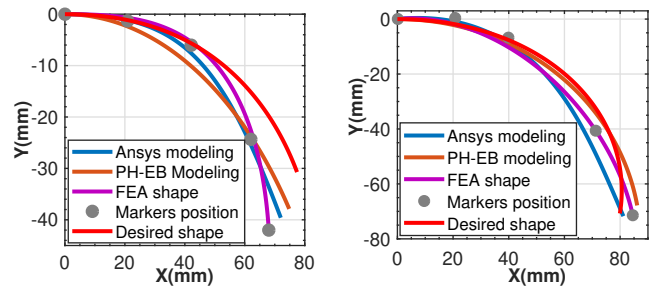 0
-10
-20
-30
-40
Y(mm)
Ansys modeling
PH-EB Modeling
FEA shape
Markers position
Desired shape
0
20
40
60
80
X(mm)
0
-20
-40
-60
-80
Y(mm)
Ansys modeling
PH-EB modeling
FEA shape
Markers position
Desired shape
0
20
40
60
80
X(mm)